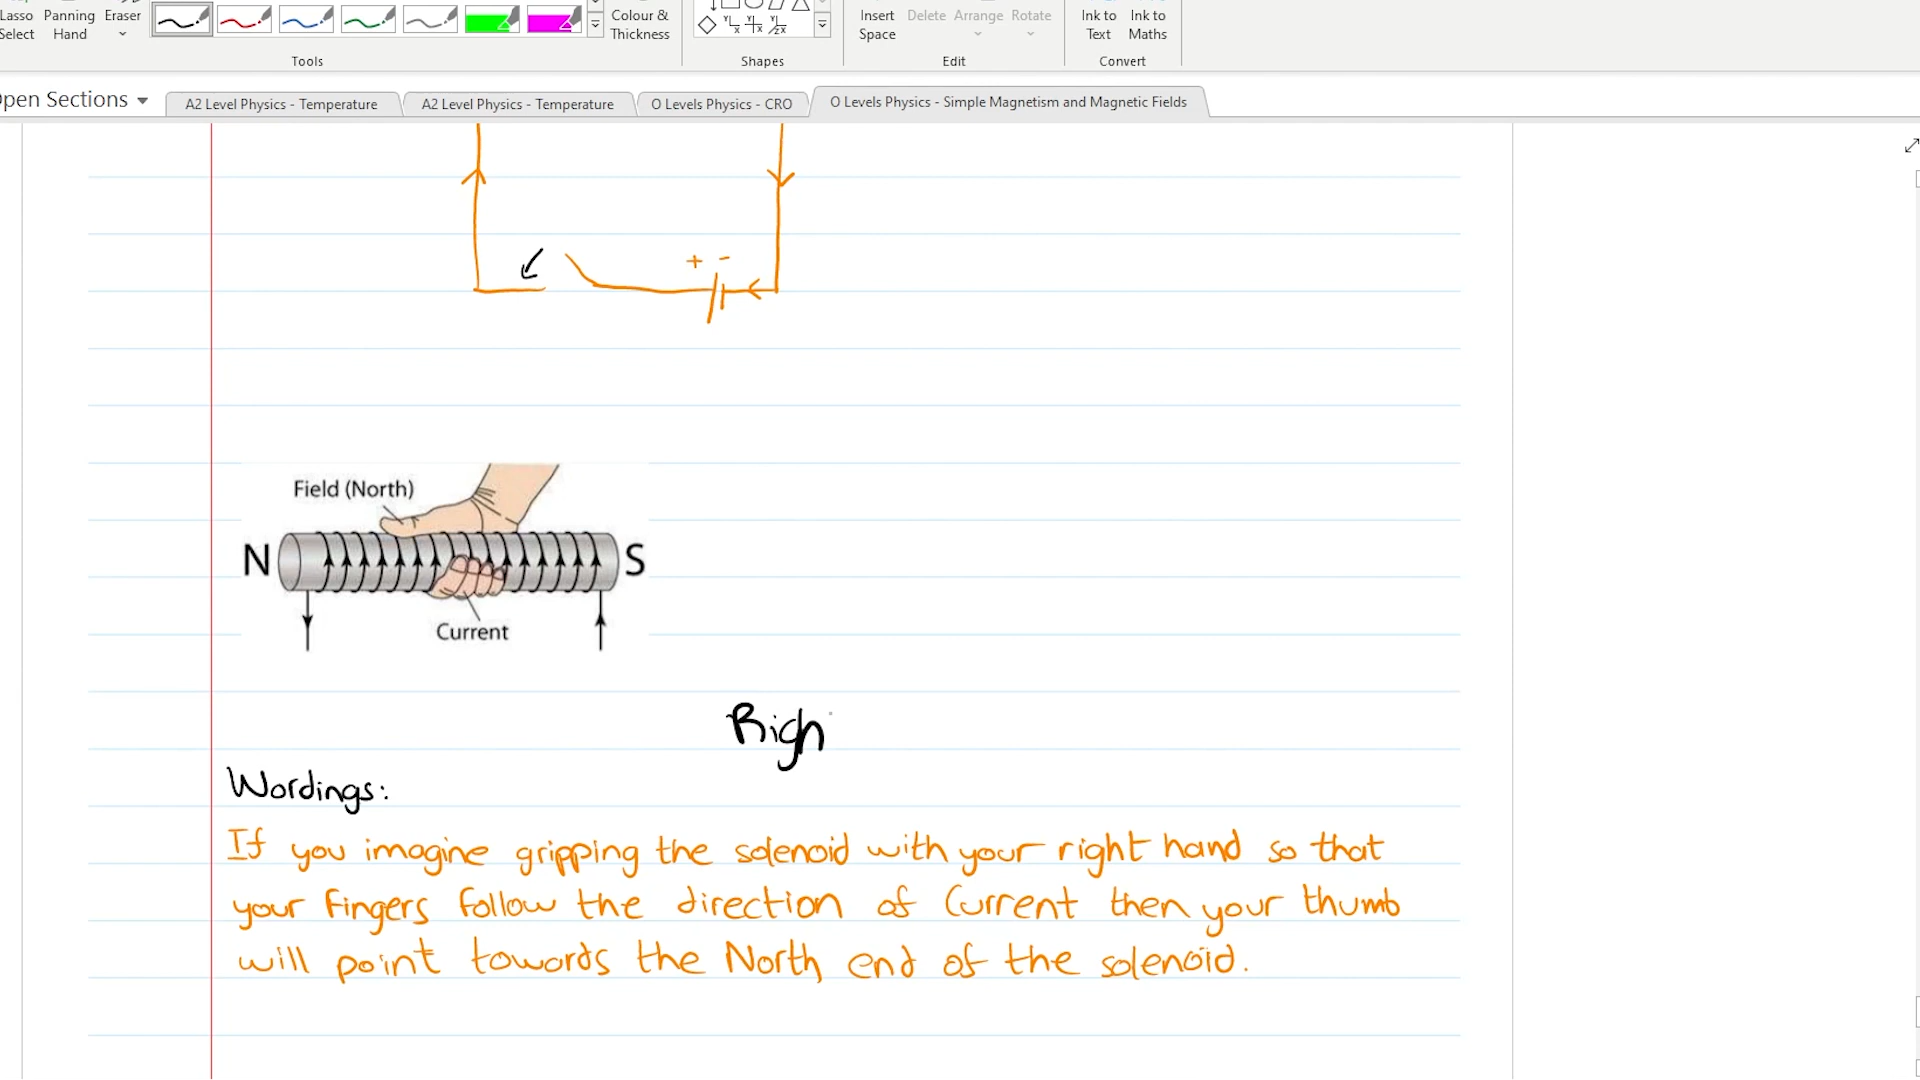 Lasso Panning Eraser
Select Hand
Colour &
Thickness
Insert Delete Arrange Rotate
Space
Ink to Ink to
Text Maths
Tools
Shapes
Edit
Convert
pen Sections
A2 Level Physics - Temperature
A2 Level Physics - Temperature
O Levels Physics - CRO
O Levels Physics - Simple Magnetism and Magnetic Fields
+ -
Field (North)
N S
Current
Righ
Wordings:
If you imagine gripping the solenoid with your right hand so that
your fingers follow the direction of Current then your thumb
will point towards the North end of the solenoid.